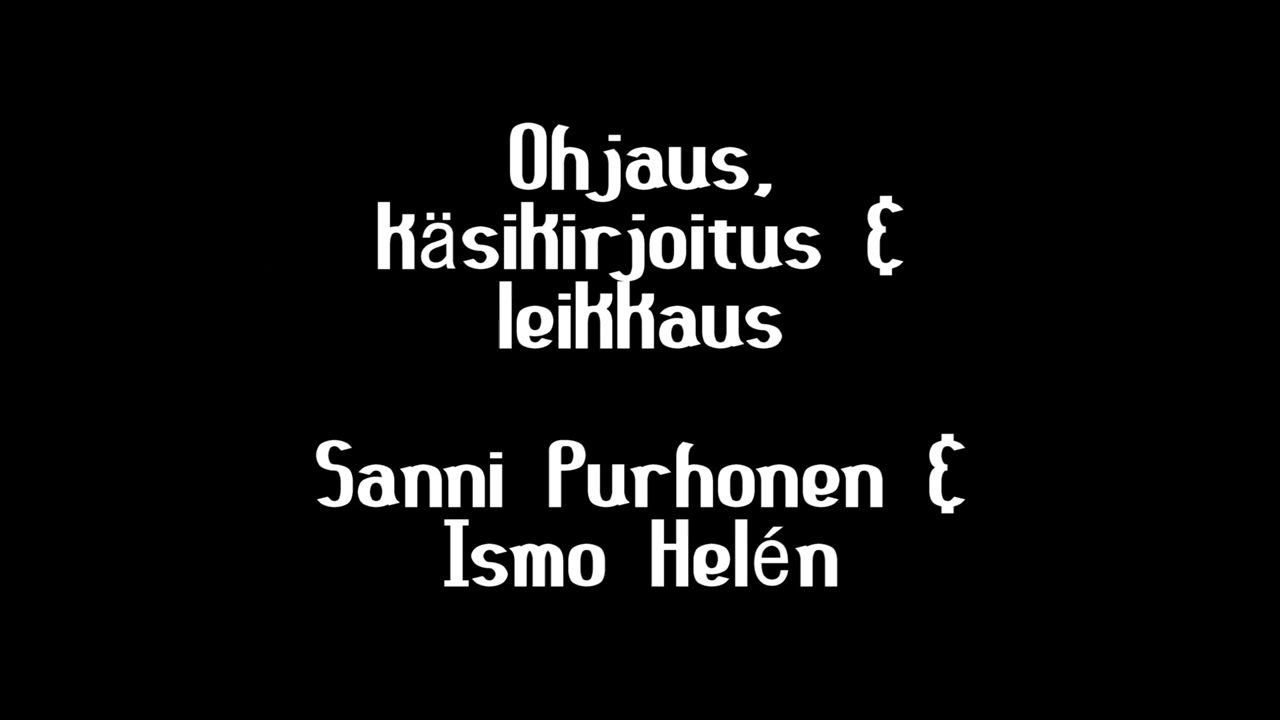 Ohjaus,
käsikirjoitus &
leikkaus
Sanni Purhonen &
Ismo Helén